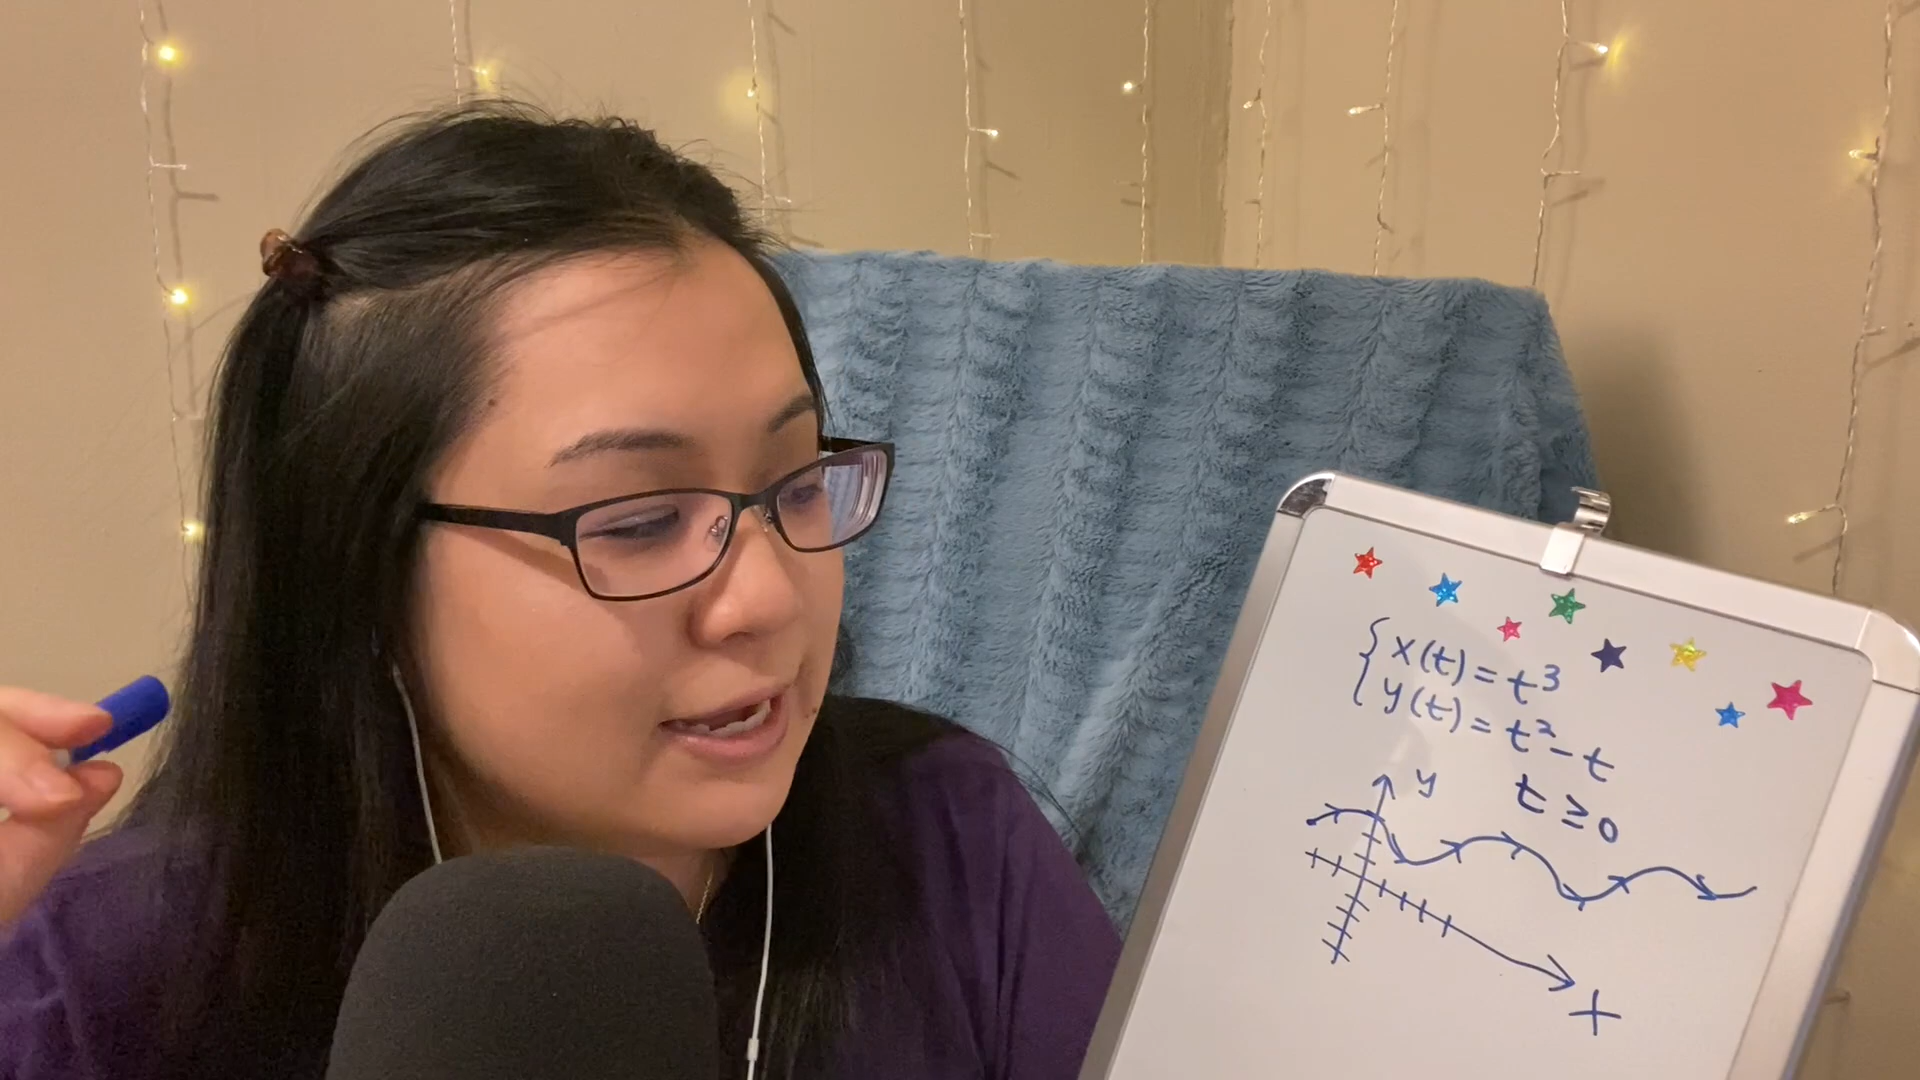 x(t) = t³
y(t) = t² - t
t ≥ 0
y
+